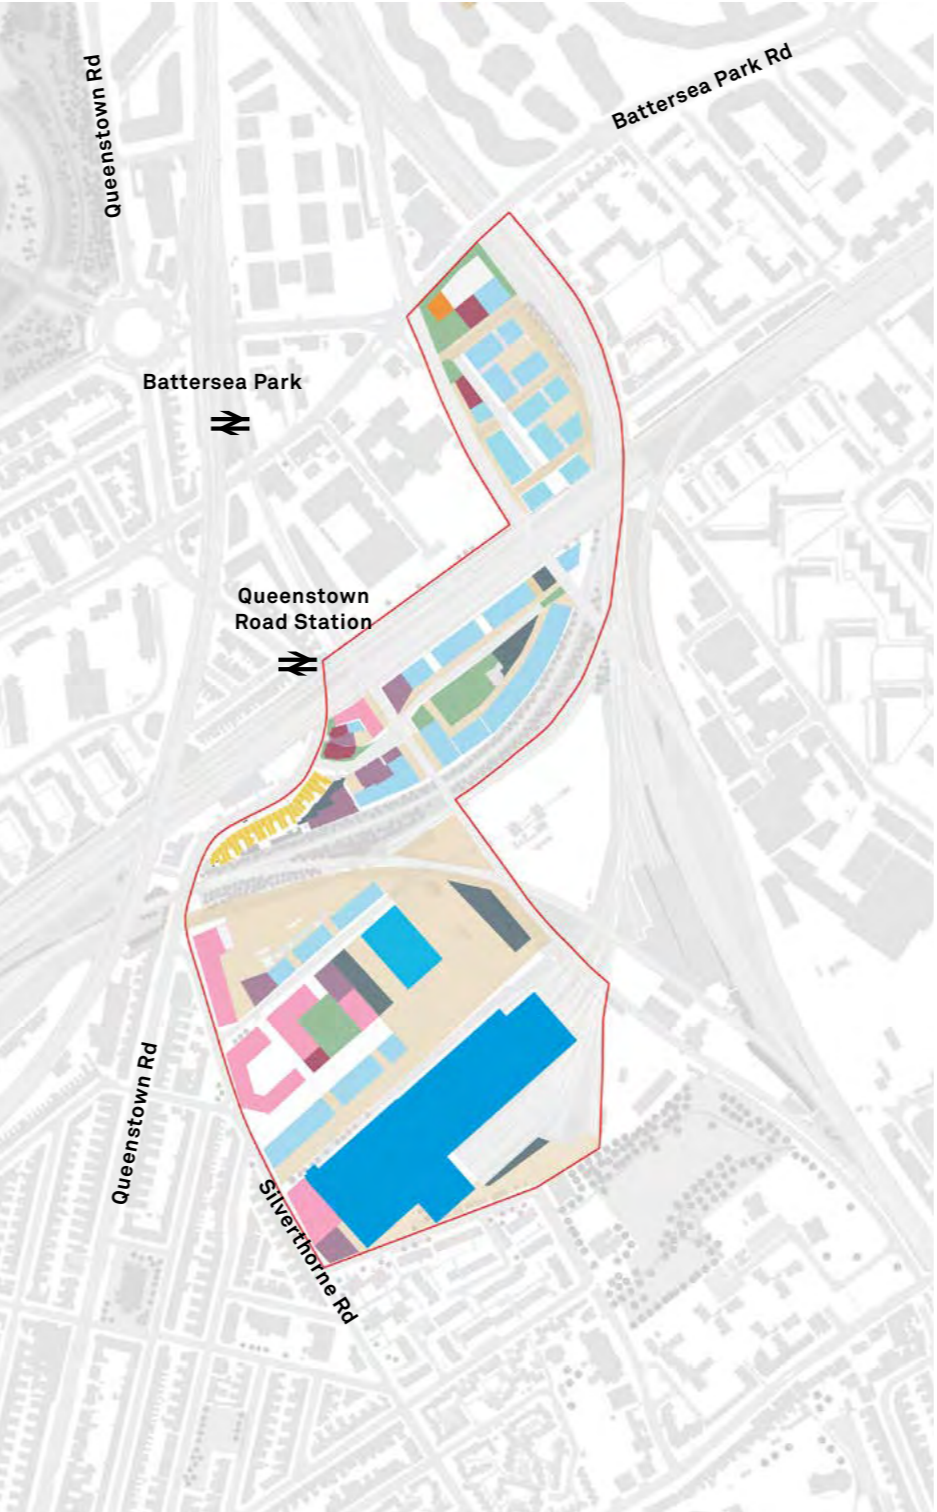 Queenstown Rd
Battersea Park Rd
Battersea Park
Queenstown
Road Station
Queenstown Rd
Silverthorne Rd